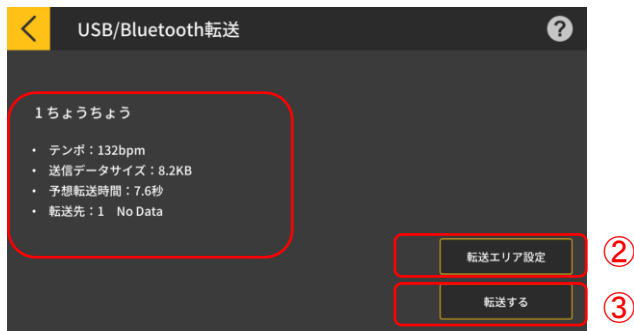 USB/Bluetooth転送
?
1 ちょうちょう
・ テンポ:132bpm
・ 送信データサイズ:8.2KB
・ 予想転送時間:7.6秒
・ 転送先:1 No Data
転送エリア設定
②
転送する
③